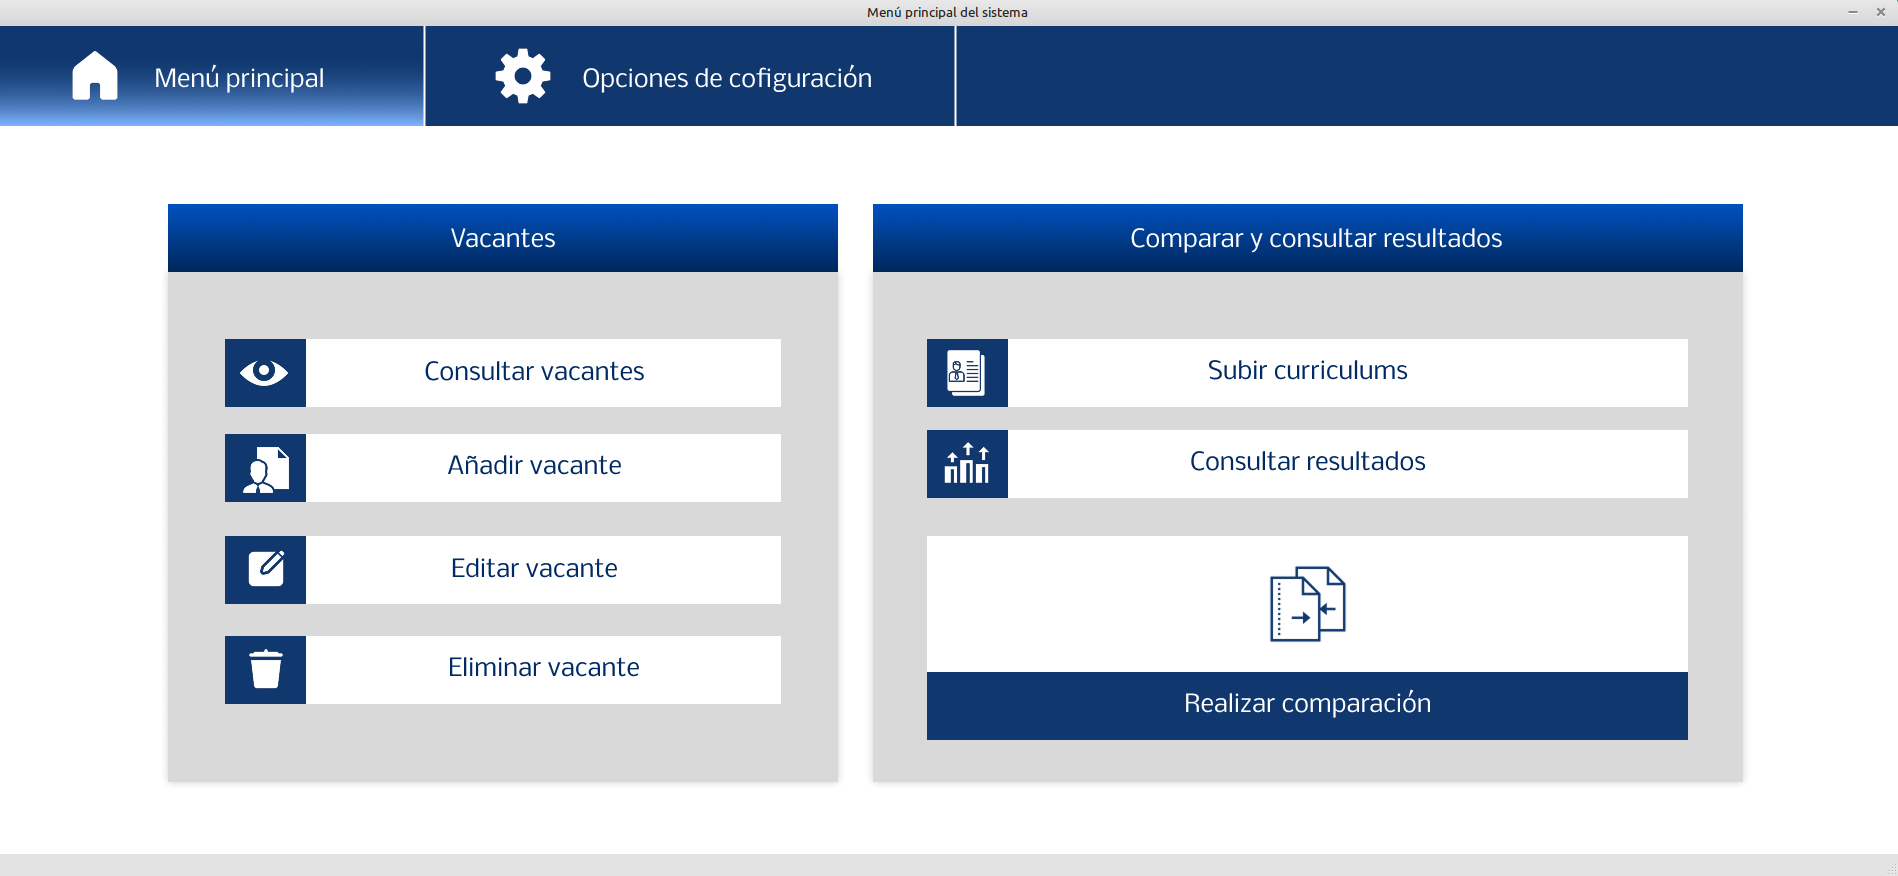 Menú principal del sistema
Menú principal
Opciones de cofiguración
Vacantes
Consultar vacantes
Añadir vacante
Editar vacante
Eliminar vacante
Comparar y consultar resultados
Subir curriculums
Consultar resultados
Realizar comparación